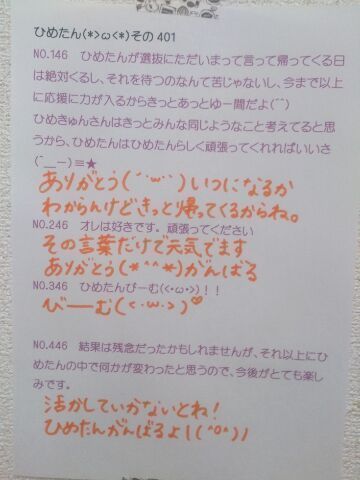 ひめたん(*>ω<*)その401
NO.146　ひめたんが選抜にただいまって言って帰ってくる日
は絶対くるし、それを待つのなんて苦じゃないし、今まで以上
に応援に力が入るからきっとあっとゆー間だよ(⌒⌒)
ひめきゅんさんはきっとみんな同じようなこと考えてると思
うから、ひめたんはひめたんらしく頑張ってくれればいいさ
(⌒_ー)≡★
ありがとう(´・ω・`)いつになるか
わからんけどきっと帰ってくるからね。
NO.246　オレは好きです。頑張ってください
その言葉だけで元気でます
ありがとう(*^^*)がんばる
NO.346　ひめたんびーむ(<・ω・>)！！
びーーむ(<・ω・>)♡
NO.446　結果は残念だったかもしれませんが、それ以上にひ
めたんの中で何かが変わったと思うので、今後がとても楽し
みです。
活かしていかないとね！
ひめたんがんばるよ！(^o^)ﾉ